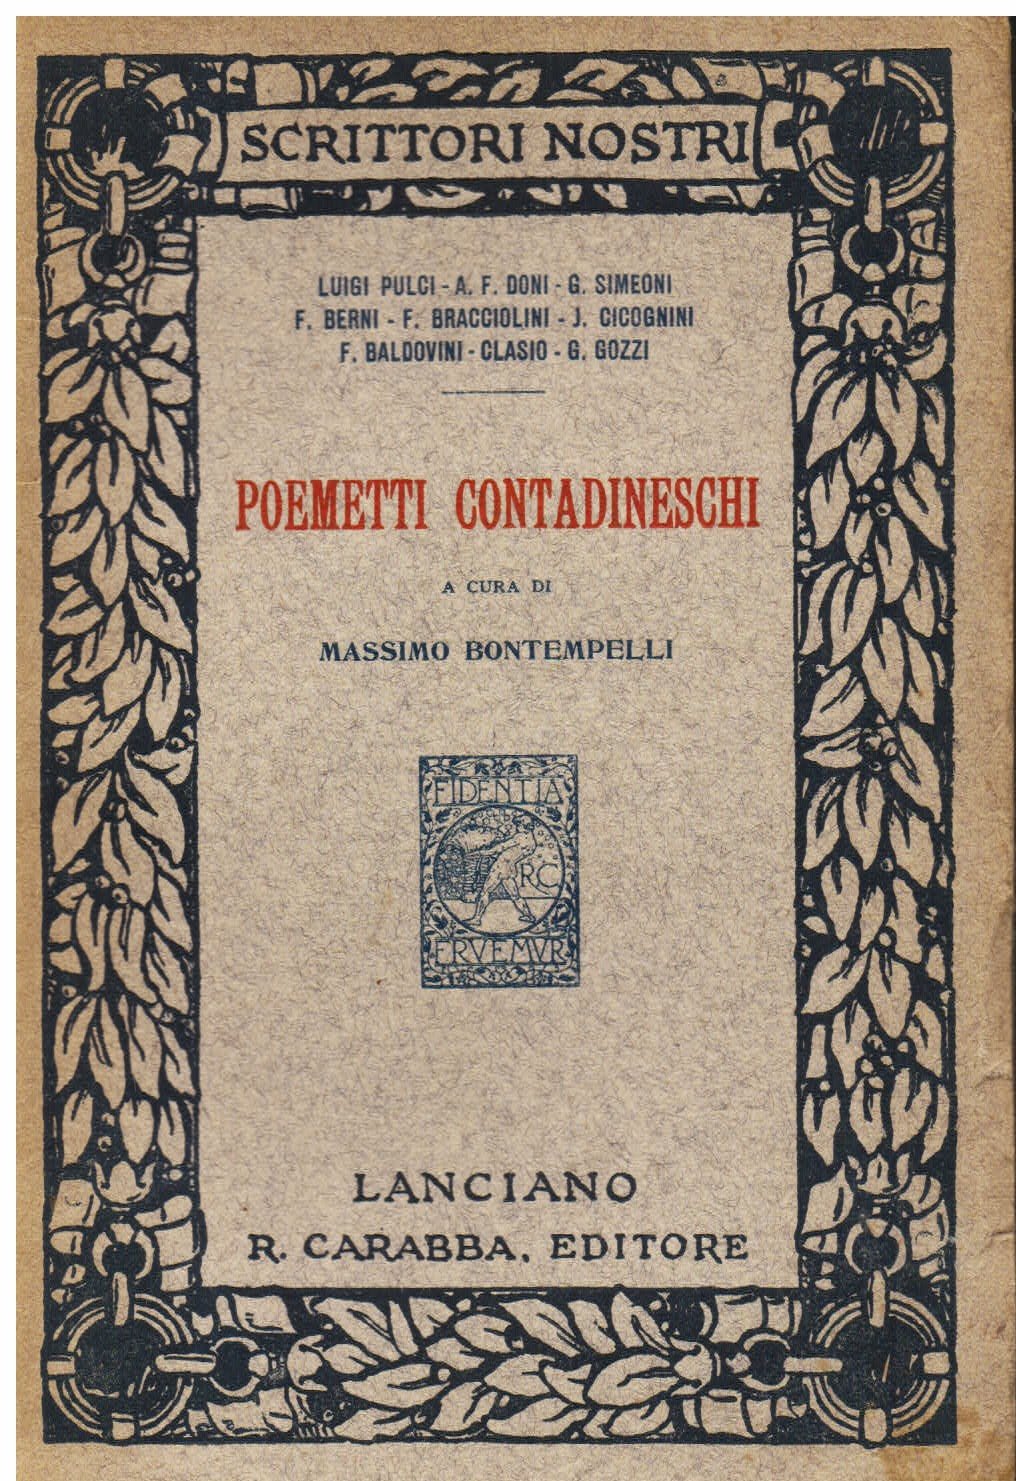 SCRITTORI NOSTRI
LUIGI PULCI - A. F. DONI - G. SIMEONI
F. BERNI - F. BRACCIOLINI - J. CICOGNINI
F. BALDOVINI - CLASIO - G. GOZZI
POEMETTI CONTADINESCHI
A CURA DI
MASSIMO BONTEMPELLI
FIDENTIA
RC
ERVEMVR
LANCIANO
R. CARABBA, EDITORE